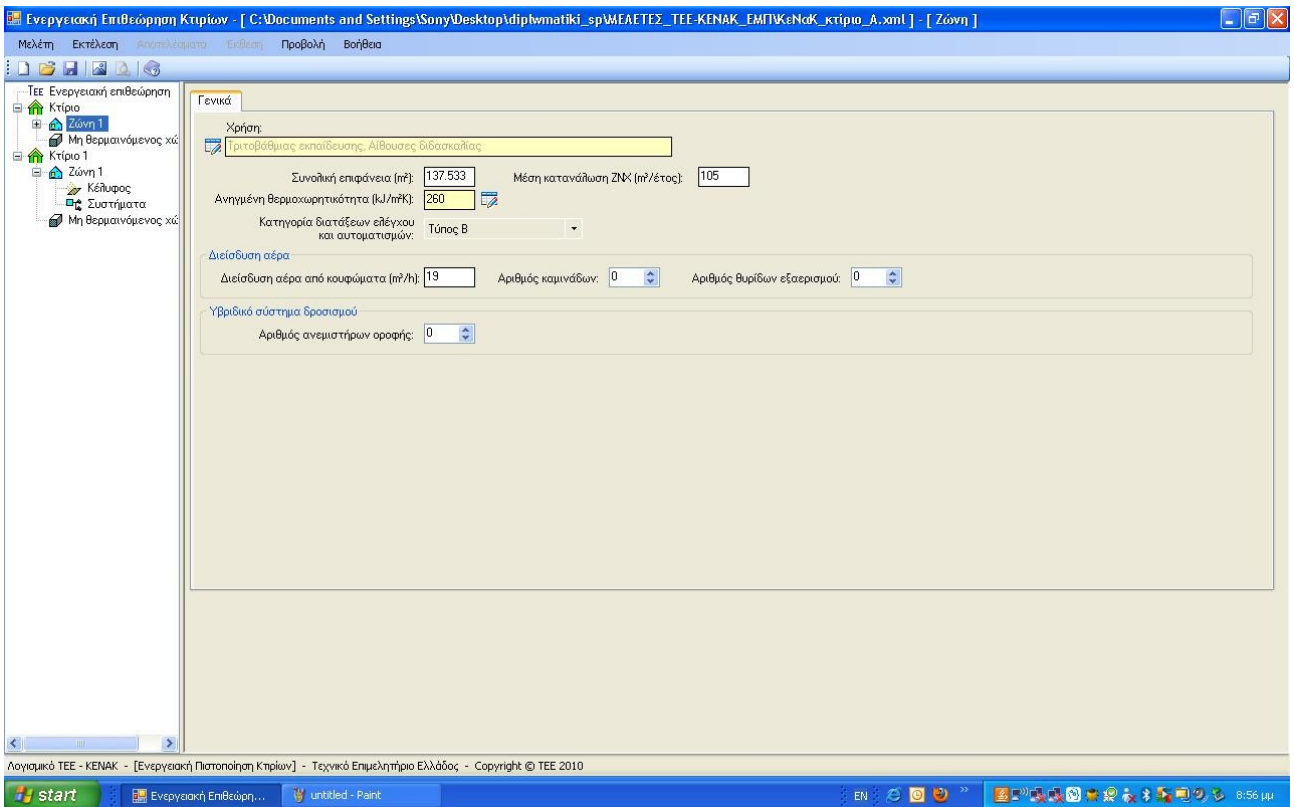 Ενεργειακή Επιθεώρηση Κτιρίων - [ C:\Documents and Settings\Sony\Desktop\diplwmatiki_sp\ΜΕΛΕΤΕΣ_ΤΕΕ-ΚΕΝΑΚ_ΕΜΠ\ΚεΝαΚ_κτίριο_Α.xml ] - [ Ζώνη ]
Μελέτη Εκτέλεση Αποτελέσματα Έκθεση Προβολή Βοήθεια
ΤΕΕ Ενεργειακή επιθεώρηση
Κτίριο
Ζώνη 1
Μη θερμαινόμενος χώ
Κτίριο 1
Ζώνη 1
Κέλυφος
Συστήματα
Μη θερμαινόμενος χώ
Γενικά
Χρήση:
Τριτοβάθμιας εκπαίδευσης, Αίθουσες διδασκαλίας
Συνολική επιφάνεια (m²): 137.533 Μέση κατανάλωση ΖΝΧ (m³/έτος): 105
Ανηγμένη θερμοχωρητικότητα (kJ/m²K): 260
Κατηγορία διατάξεων ελέγχου
και αυτοματισμών: Τύπος Β
Διείσδυση αέρα
Διείσδυση αέρα από κουφώματα (m³/h): 19 Αριθμός καμινάδων: 0 Αριθμός θυρίδων εξαερισμού: 0
Υβριδικό σύστημα δροσισμού
Αριθμός ανεμιστήρων οροφής: 0
Λογισμικό ΤΕΕ - ΚΕΝΑΚ - [Ενεργειακή Πιστοποίηση Κτιρίων] - Τεχνικό Επιμελητήριο Ελλάδος - Copyright © ΤΕΕ 2010
start Ενεργειακή Επιθεώρη... untitled - Paint EN 8:56 μμ